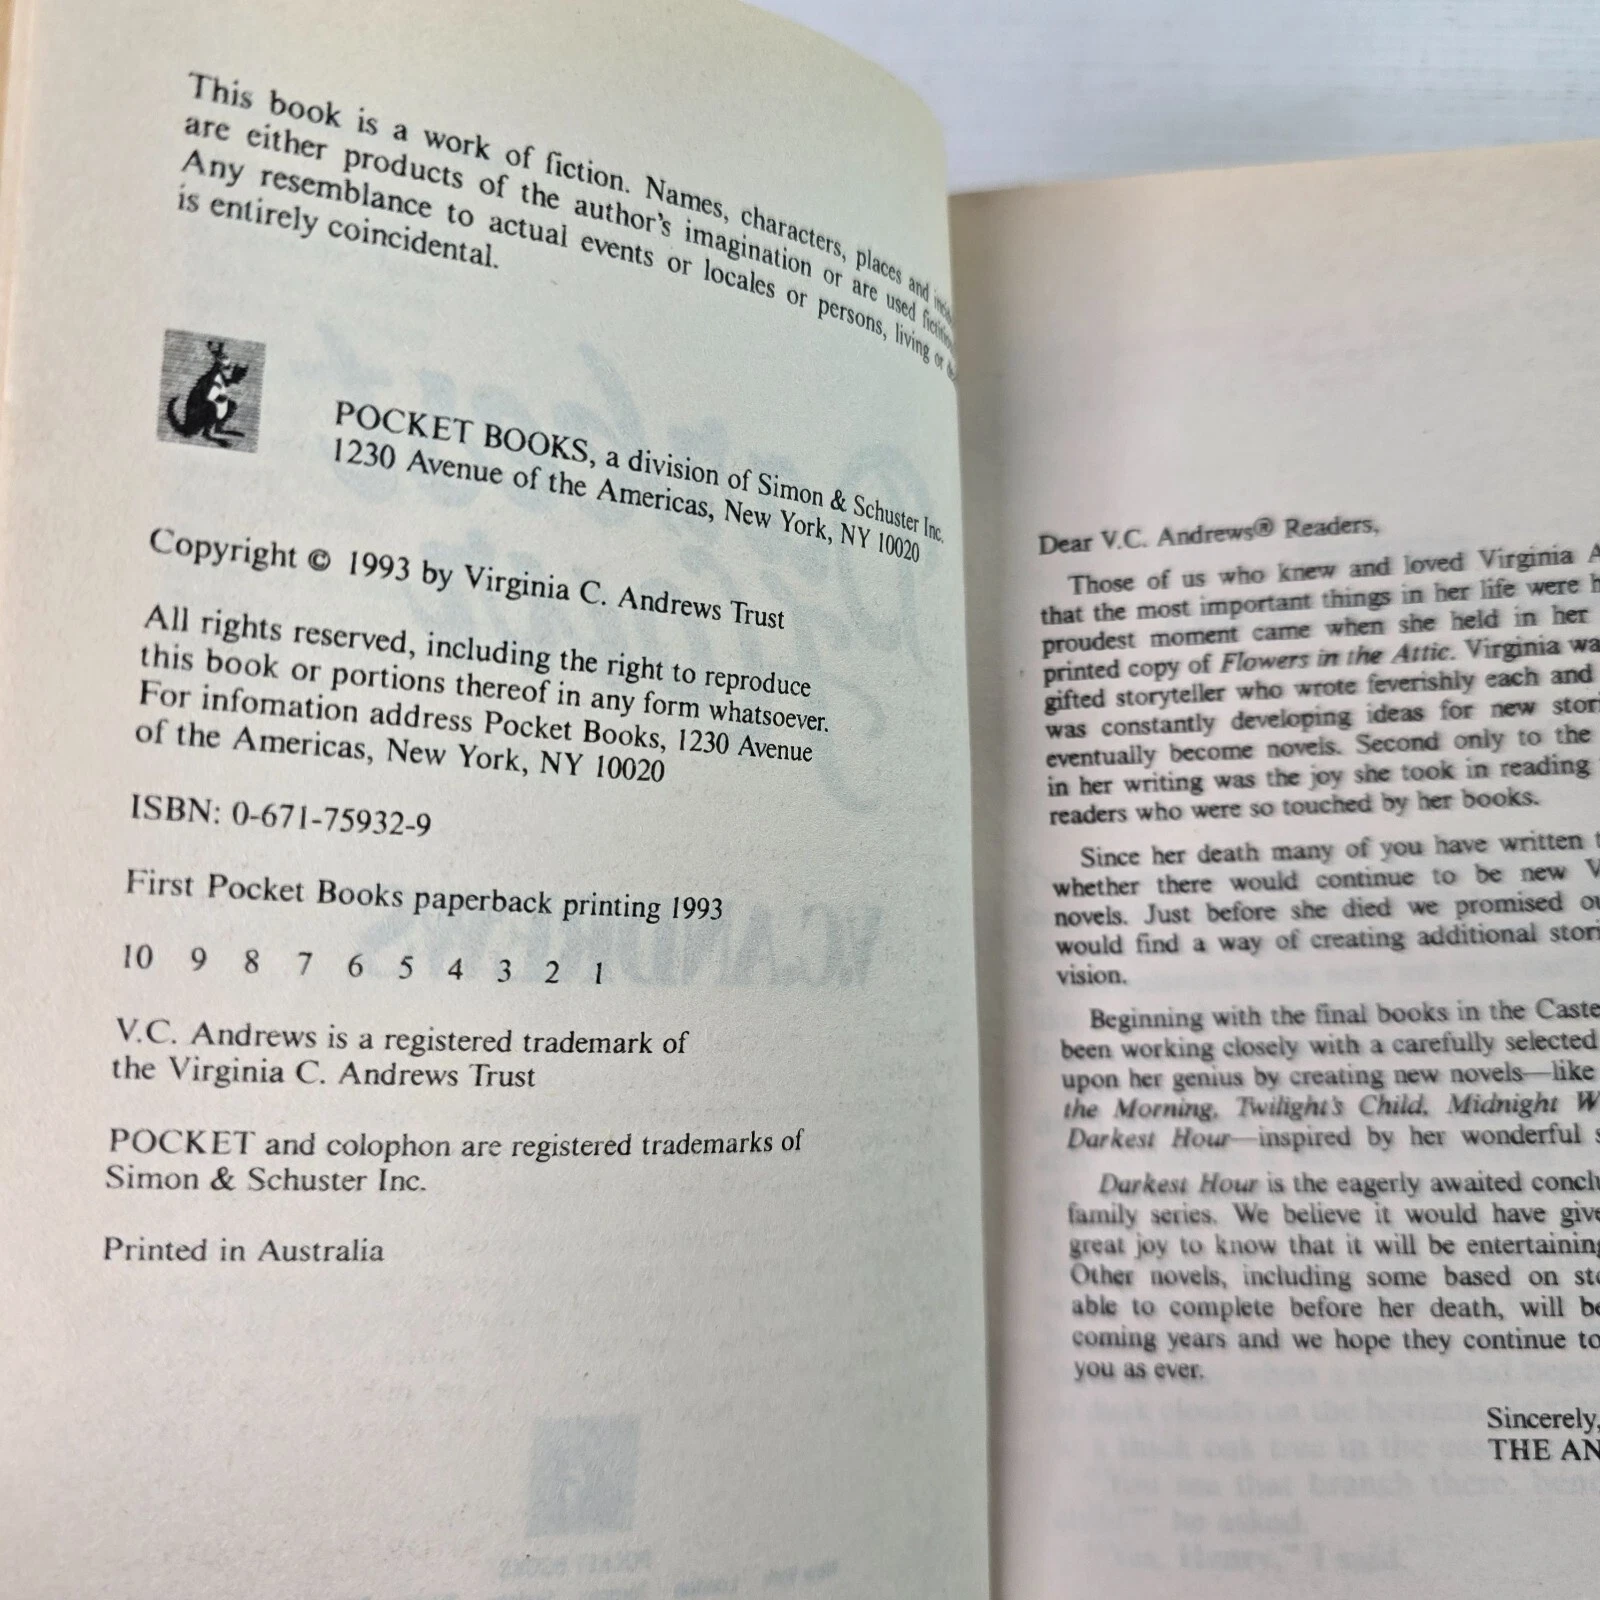 This book is a work of fiction. Names, characters, places and
are either products of the author's imagination or are used
Any resemblance to actual events or locales or persons, living or
is entirely coincidental.
POCKET BOOKS, a division of Simon & Schuster Inc.
1230 Avenue of the Americas, New York, NY 10020
Copyright © 1993 by Virginia C. Andrews Trust
All rights reserved, including the right to reproduce
this book or portions thereof in any form whatsoever.
For infomation address Pocket Books, 1230 Avenue
of the Americas, New York, NY 10020
ISBN: 0-671-75932-9
First Pocket Books paperback printing 1993
10 9 8 7 6 5 4 3 2 1
V.C. Andrews is a registered trademark of
the Virginia C. Andrews Trust
POCKET and colophon are registered trademarks of
Simon & Schuster Inc.
Printed in Australia
Dear V.C. Andrews® Readers,
Those of us who knew and loved Virginia A
that the most important things in her life were h
proudest moment came when she held in her
printed copy of Flowers in the Attic. Virginia wa
gifted storyteller who wrote feverishly each and
was constantly developing ideas for new stor
eventually become novels. Second only to the
in her writing was the joy she took in reading
readers who were so touched by her books.
Since her death many of you have written t
whether there would continue to be new V
novels. Just before she died we promised ou
would find a way of creating additional stori
vision.
Beginning with the final books in the Caste
been working closely with a carefully selected
upon her genius by creating new novels—like
the Morning, Twilight's Child, Midnight W
Darkest Hour—inspired by her wonderful s
Darkest Hour is the eagerly awaited conclu
family series. We believe it would have give
great joy to know that it will be entertaining
Other novels, including some based on sto
able to complete before her death, will be
coming years and we hope they continue to
you as ever.
Sincerely,
THE AN